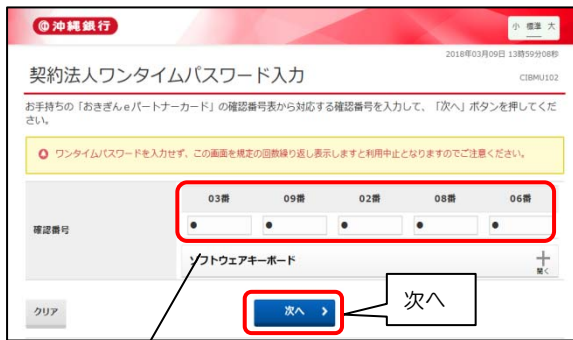 @沖縄銀行
小 標準 大
2018年03月09日 13時59分08秒
契約法人ワンタイムパスワード入力
CIBMU102
お手持ちの「おきぎんeパートナーカード」の確認番号表から対応する確認番号を入力して、「次へ」ボタンを押してくだ
さい。
ワンタイムパスワードを入力せず、この画面を規定の回数繰り返し表示しますと利用中止となりますのでご注意ください。
03番 09番 02番 08番 06番
確認番号
● ● ● ● ●
ソフトウェアキーボード
開く
クリア
次へ
次へ